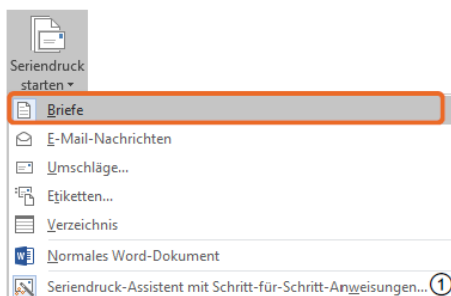 Seriendruck
starten
Briefe
E-Mail-Nachrichten
Umschläge...
Etiketten...
Verzeichnis
Normales Word-Dokument
Seriendruck-Assistent mit Schritt-für-Schritt-Anweisungen... 1